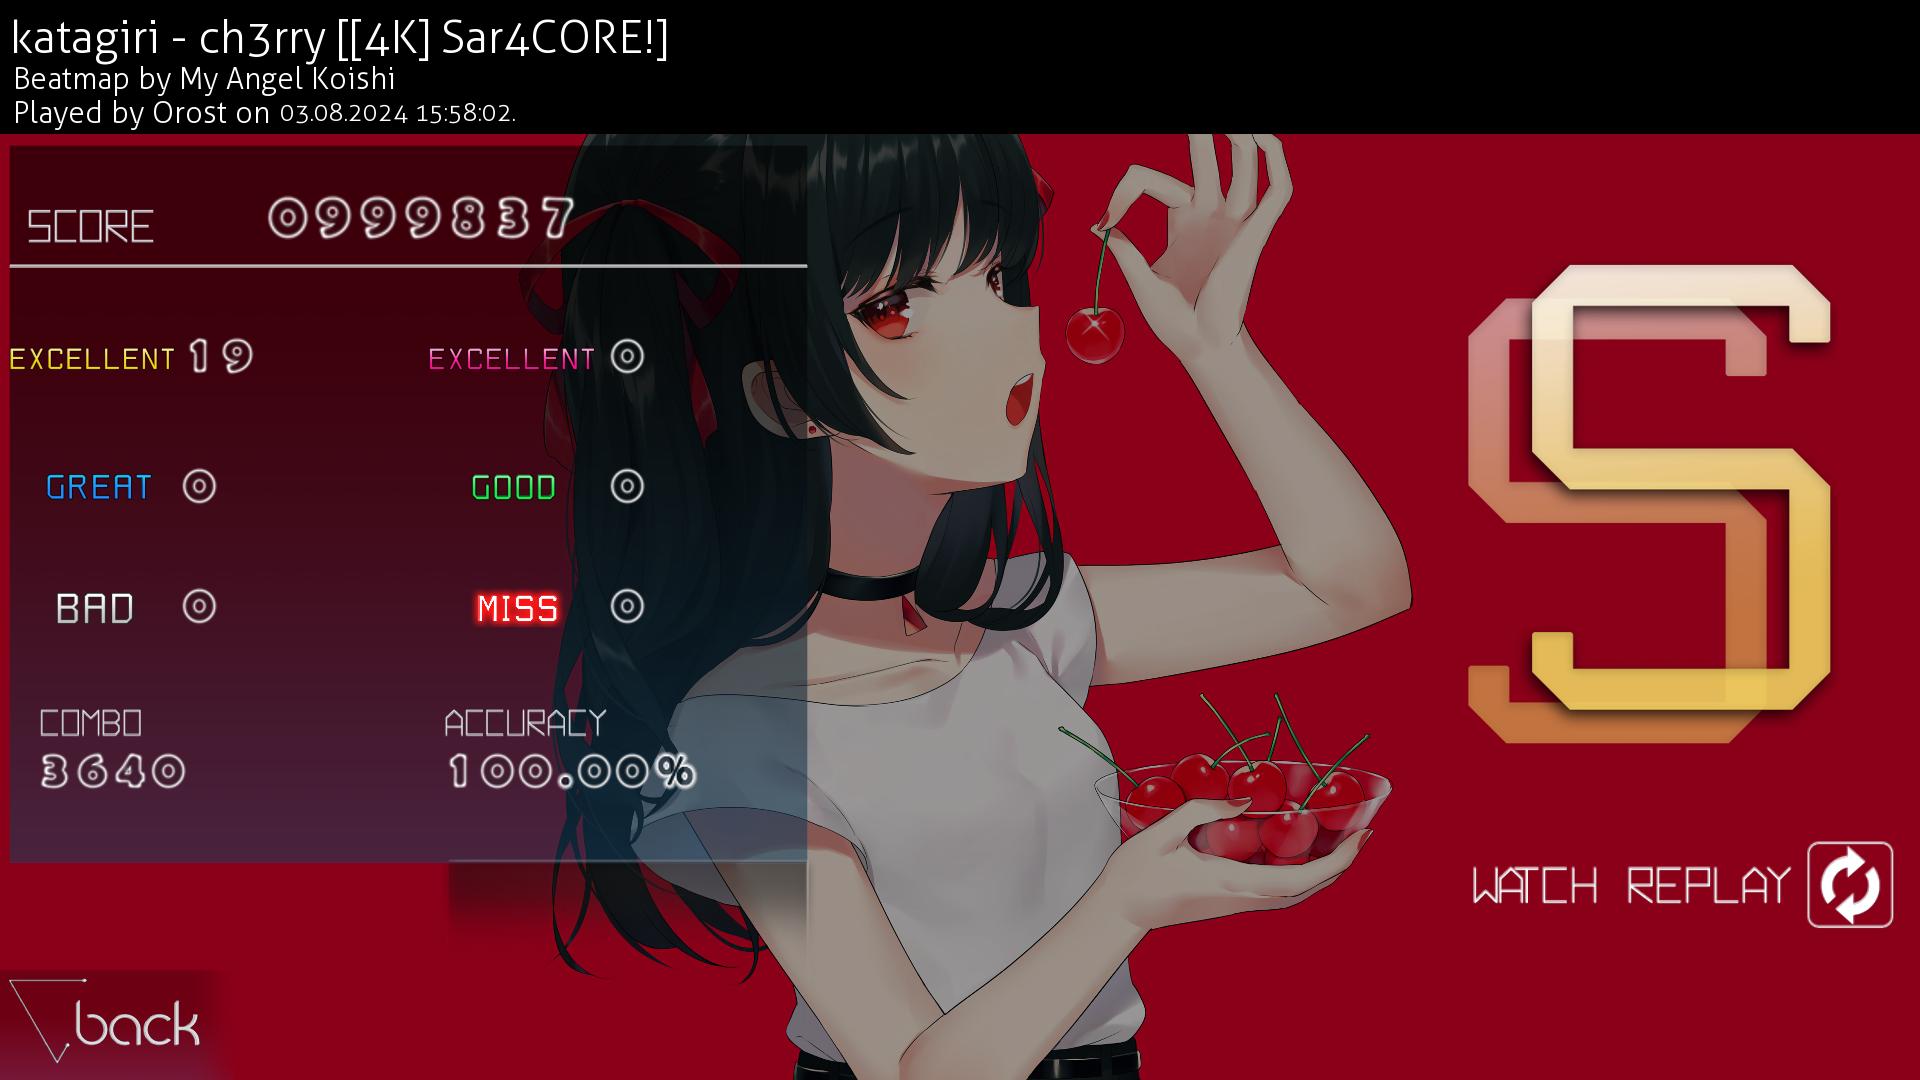 katagiri - ch3rry [[4K] Sar4CORE!]
Beatmap by My Angel Koishi
Played by Orost on 03.08.2024 15:58:02.
SCORE 0999837
EXCELLENT 19 EXCELLENT 0
GREAT 0 GOOD 0
BAD 0 MISS 0
COMBO ACCURACY
3640 100.00%
S
WATCH REPLAY
back